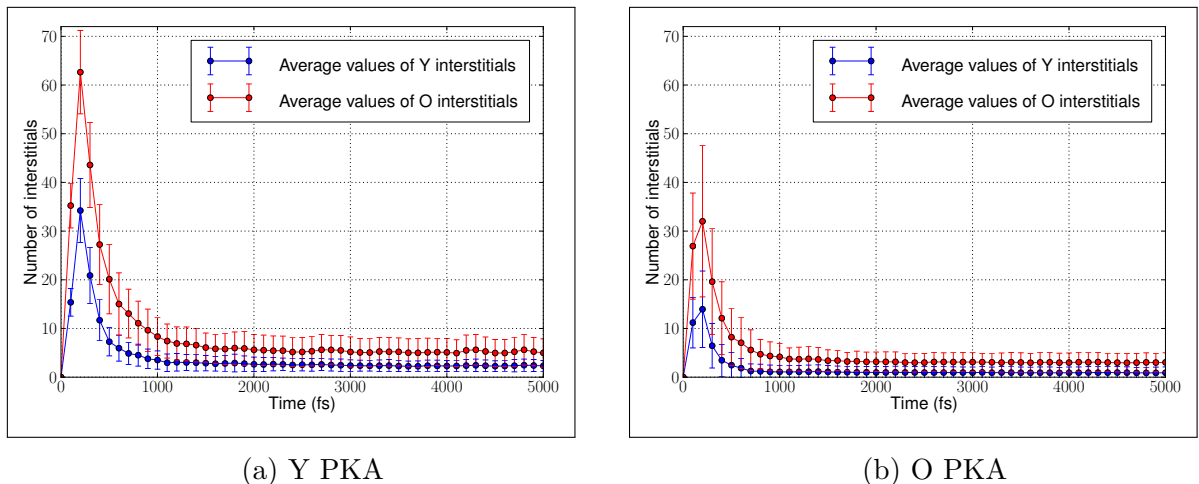 70
60
50
40
30
20
10
0
Number of interstitials
Average values of Y interstitials
Average values of O interstitials
0 1000 2000 3000 4000 5000
Time (fs)
(a) Y PKA
70
60
50
40
30
20
10
0
Number of interstitials
Average values of Y interstitials
Average values of O interstitials
0 1000 2000 3000 4000 5000
Time (fs)
(b) O PKA